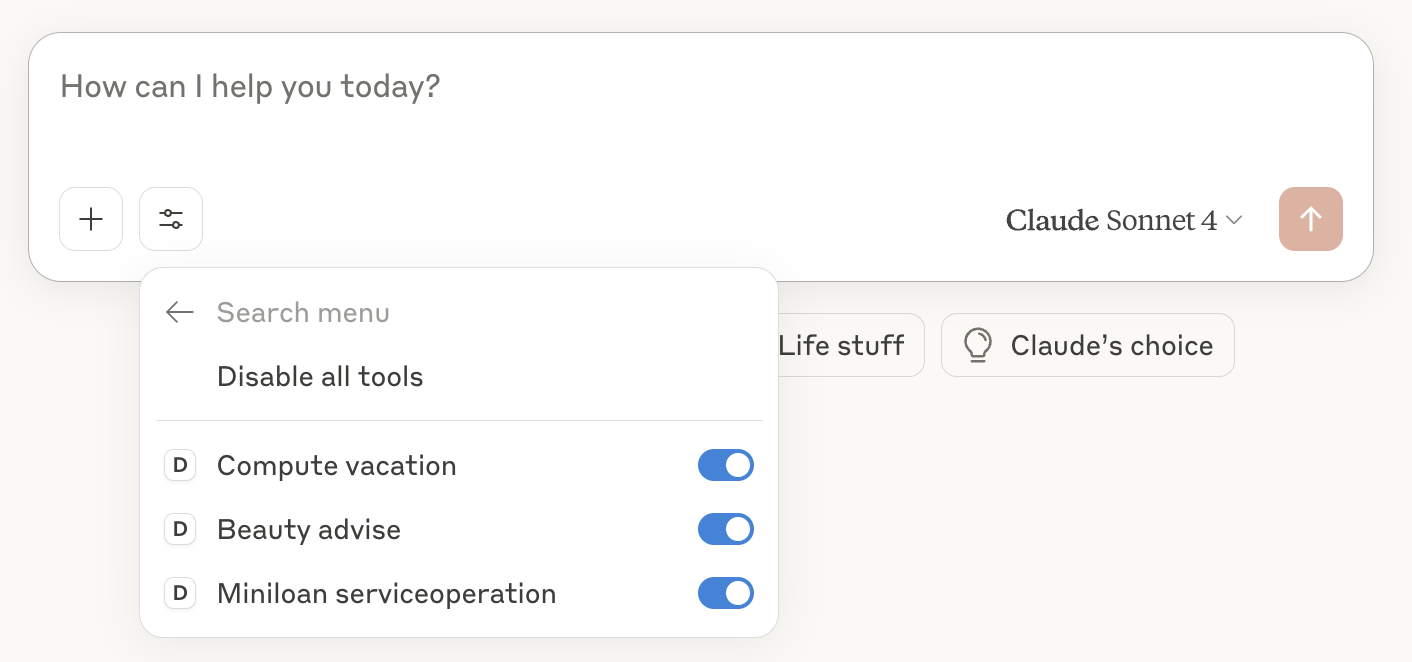 How can I help you today?
Claude Sonnet 4
Search menu
Disable all tools
Life stuff
Claude’s choice
D Compute vacation
D Beauty advise
D Miniloan serviceoperation